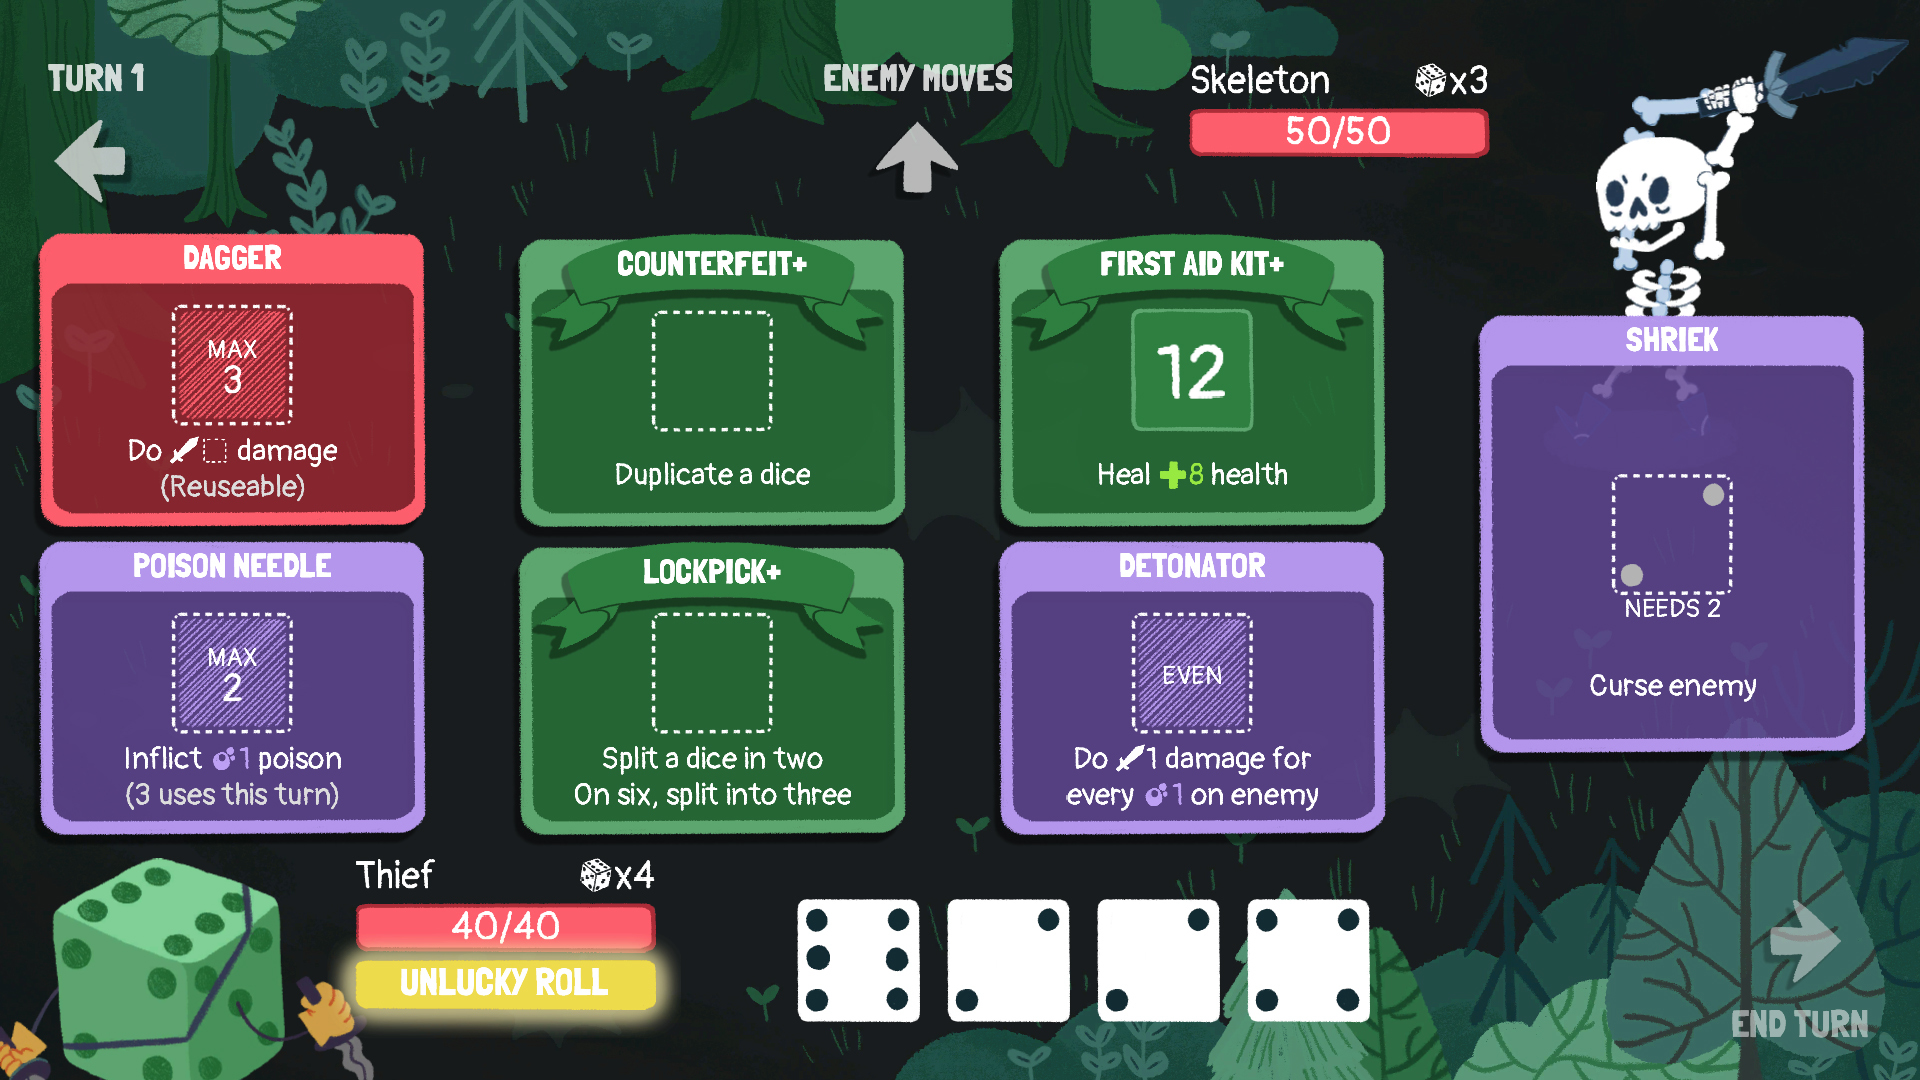 TURN 1
ENEMY MOVES
Skeleton x3
50/50
DAGGER
MAX
3
Do damage
(Reuseable)
COUNTERFEIT+
Duplicate a dice
FIRST AID KIT+
12
Heal +8 health
SHRIEK
NEEDS 2
Curse enemy
POISON NEEDLE
MAX
2
Inflict 1 poison
(3 uses this turn)
LOCKPICK+
Split a dice in two
On six, split into three
DETONATOR
EVEN
Do 1 damage for
every 1 on enemy
Thief x4
40/40
UNLUCKY ROLL
END TURN